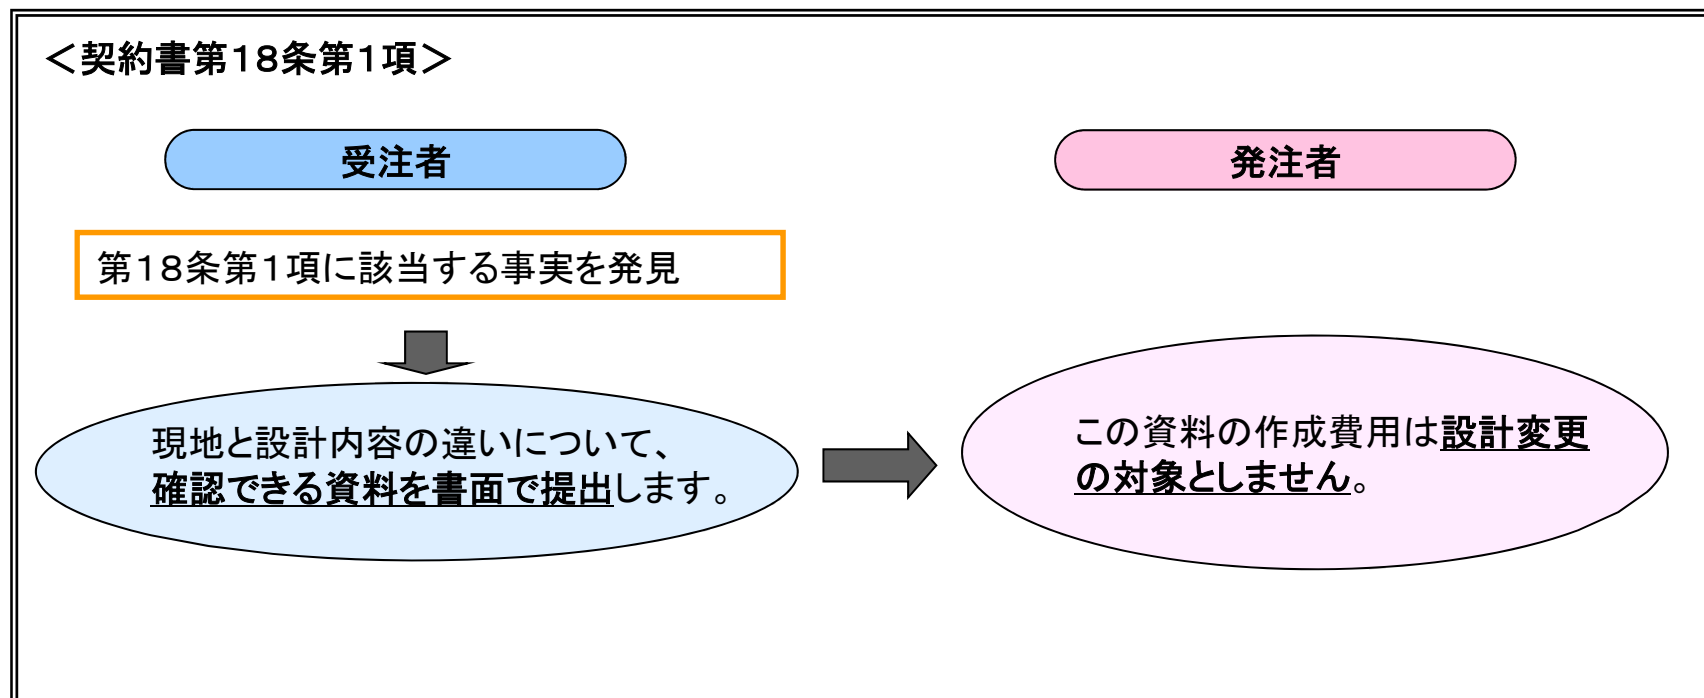 ＜契約書第１８条第１項＞
受注者
発注者
第１８条第１項に該当する事実を発見
現地と設計内容の違いについて、
確認できる資料を書面で提出します。
この資料の作成費用は設計変更
の対象としません。